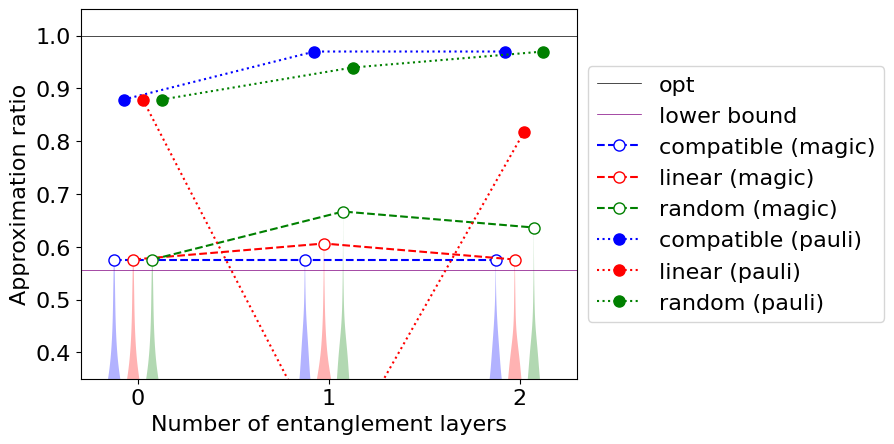 1.0
0.9
0.8
0.7
0.6
0.5
0.4
Approximation ratio
0
1
2
Number of entanglement layers
opt
lower bound
compatible (magic)
linear (magic)
random (magic)
compatible (pauli)
linear (pauli)
random (pauli)